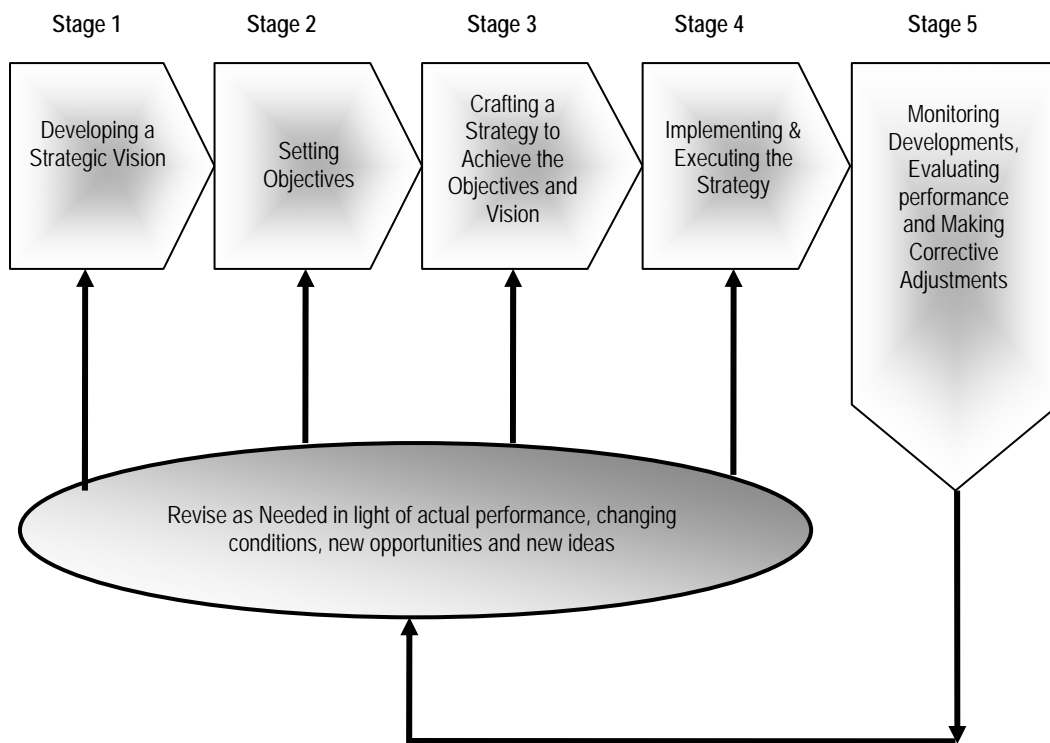 Stage 1
Stage 2
Stage 3
Stage 4
Stage 5
Developing a
Strategic Vision
Setting
Objectives
Crafting a
Strategy to
Achieve the
Objectives and
Vision
Implementing &
Executing the
Strategy
Monitoring
Developments,
Evaluating
performance
and Making
Corrective
Adjustments
Revise as Needed in light of actual performance, changing
conditions, new opportunities and new ideas